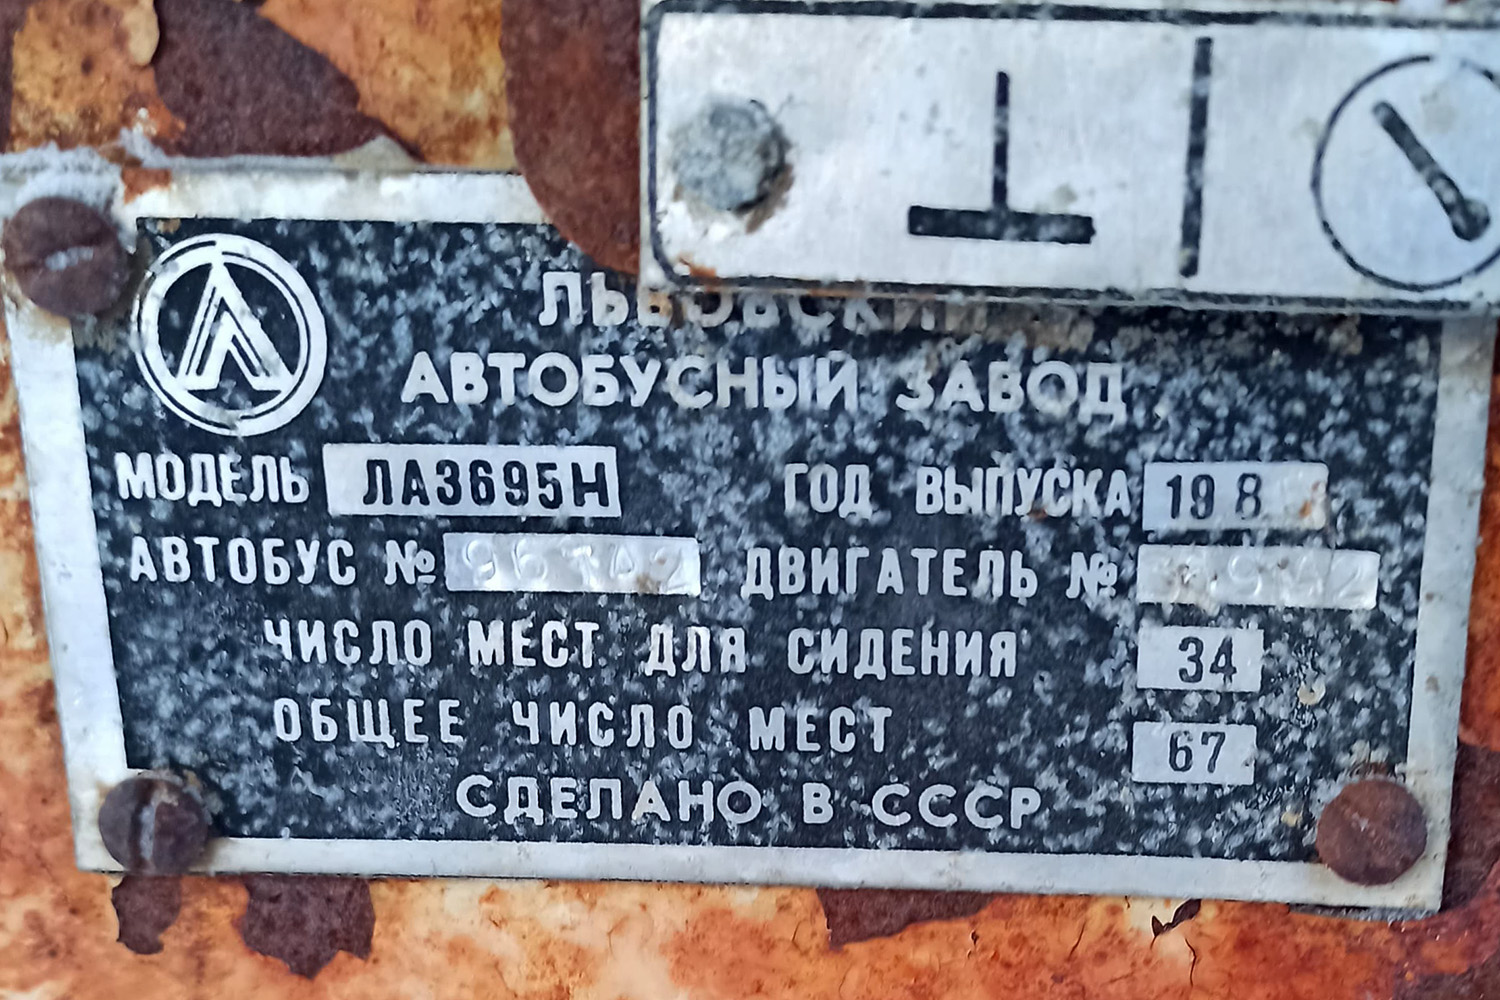 ЛЬВОВСКИЙ
АВТОБУСНЫЙ ЗАВОД
МОДЕЛЬ ЛАЗ695Н ГОД ВЫПУСКА 198
АВТОБУС № ДВИГАТЕЛЬ №
ЧИСЛО МЕСТ ДЛЯ СИДЕНИЯ 34
ОБЩЕЕ ЧИСЛО МЕСТ 67
СДЕЛАНО В СССР